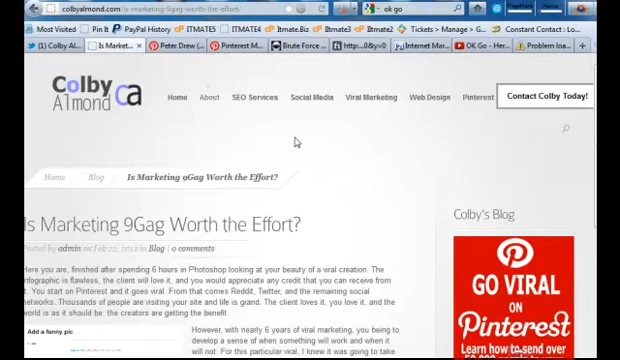 colbyalmond.com/is-marketing-9gag-worth-the-effort/
ok go
Most Visited Pin It PayPal History ITMATE5 ITMATE4 Itmate.Biz Itmate3 Itmate2 Tickets > Manage > G... Constant Contact : Lo
(1) Colby Al... Is Market... Peter Drew (... Pinterest M... Brute Force ... http:...0&y=0 Internet Mar... OK Go - Her... Problem loa...
Colby
Almond ca
Home About SEO Services Social Media Viral Marketing Web Design Pinterest Contact Colby Today!
Home Blog Is Marketing 9Gag Worth the Effort?
Is Marketing 9Gag Worth the Effort?
Posted by admin on Feb 22, 2012 in Blog | 0 comments
Here you are, finished after spending 6 hours in Photoshop looking at your beauty of a viral creation. The
infographic is flawless, the client will love it, and you would appreciate any credit that you can receive from
it. You start on Pinterest and it goes viral. From that comes Reddit, Twitter, and the remaining social
networks. Thousands of people are visiting your site and life is grand. The client loves it, you love it, and the
world is as it should be: the creators are getting the benefit.
Add a funny pic
However, with nearly 6 years of viral marketing, you being to
develop a sense of when something will work and when it
will not. For this particular viral, I knew it was going to take
Colby's Blog
GO VIRAL
ON
Pinterest
Learn how to send over